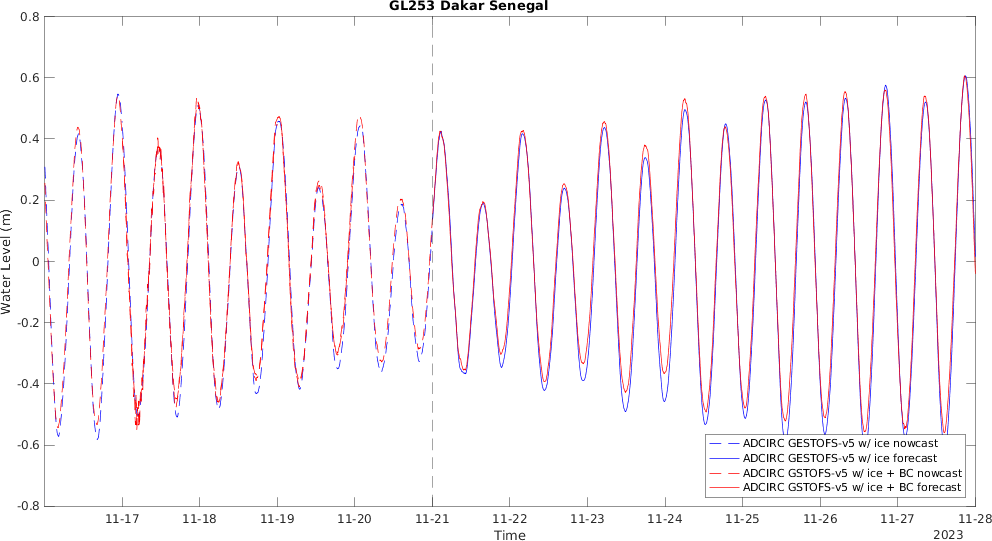 GL253 Dakar Senegal
0.8
0.6
0.4
0.2
0
-0.2
-0.4
-0.6
-0.8
Water Level (m)
ADCIRC GESTOFS-v5 w/ ice nowcast
ADCIRC GESTOFS-v5 w/ ice forecast
ADCIRC GSTOFS-v5 w/ ice + BC nowcast
ADCIRC GSTOFS-v5 w/ ice + BC forecast
11-17 11-18 11-19 11-20 11-21 11-22 11-23 11-24 11-25 11-26 11-27 11-28
Time
2023